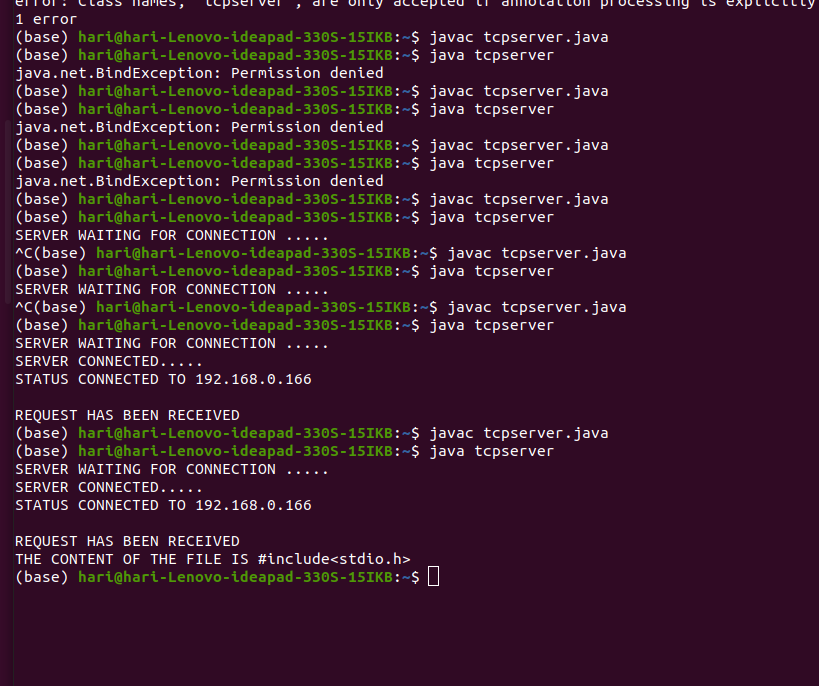 error: Class names, 'tcpserver', are only accepted if annotation processing is explicitly
1 error
(base) hari@hari-Lenovo-ideapad-330S-15IKB:~$ javac tcpserver.java
(base) hari@hari-Lenovo-ideapad-330S-15IKB:~$ java tcpserver
java.net.BindException: Permission denied
(base) hari@hari-Lenovo-ideapad-330S-15IKB:~$ javac tcpserver.java
(base) hari@hari-Lenovo-ideapad-330S-15IKB:~$ java tcpserver
java.net.BindException: Permission denied
(base) hari@hari-Lenovo-ideapad-330S-15IKB:~$ javac tcpserver.java
(base) hari@hari-Lenovo-ideapad-330S-15IKB:~$ java tcpserver
java.net.BindException: Permission denied
(base) hari@hari-Lenovo-ideapad-330S-15IKB:~$ javac tcpserver.java
(base) hari@hari-Lenovo-ideapad-330S-15IKB:~$ java tcpserver
SERVER WAITING FOR CONNECTION .....
^C(base) hari@hari-Lenovo-ideapad-330S-15IKB:~$ javac tcpserver.java
(base) hari@hari-Lenovo-ideapad-330S-15IKB:~$ java tcpserver
SERVER WAITING FOR CONNECTION .....
^C(base) hari@hari-Lenovo-ideapad-330S-15IKB:~$ javac tcpserver.java
(base) hari@hari-Lenovo-ideapad-330S-15IKB:~$ java tcpserver
SERVER WAITING FOR CONNECTION .....
SERVER CONNECTED.....
STATUS CONNECTED TO 192.168.0.166
REQUEST HAS BEEN RECEIVED
(base) hari@hari-Lenovo-ideapad-330S-15IKB:~$ javac tcpserver.java
(base) hari@hari-Lenovo-ideapad-330S-15IKB:~$ java tcpserver
SERVER WAITING FOR CONNECTION .....
SERVER CONNECTED.....
STATUS CONNECTED TO 192.168.0.166
REQUEST HAS BEEN RECEIVED
THE CONTENT OF THE FILE IS #include<stdio.h>
(base) hari@hari-Lenovo-ideapad-330S-15IKB:~$